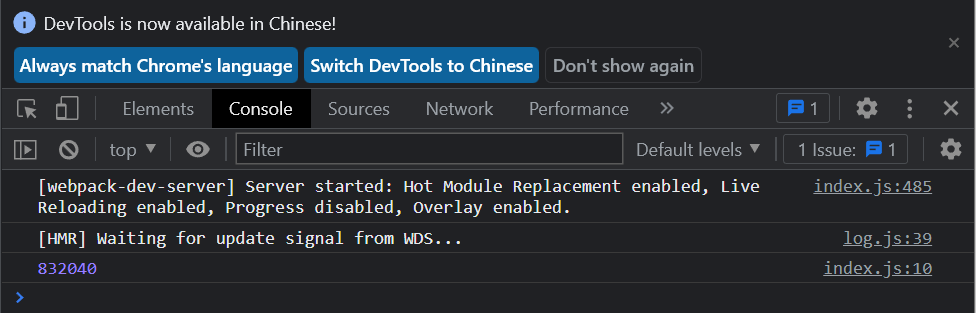 DevTools is now available in Chinese!
Always match Chrome's language Switch DevTools to Chinese Don't show again
Elements Console Sources Network Performance » 1
top ▼ Filter Default levels ▼ 1 Issue: 1
[webpack-dev-server] Server started: Hot Module Replacement enabled, Live index.js:485
Reloading enabled, Progress disabled, Overlay enabled.
[HMR] Waiting for update signal from WDS... log.js:39
832040 index.js:10